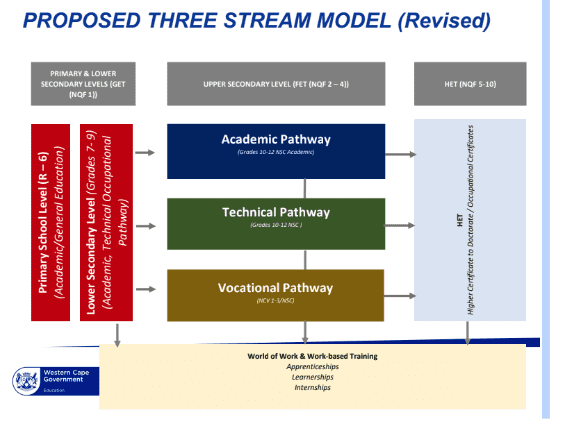 PROPOSED THREE STREAM MODEL (Revised)
PRIMARY & LOWER
SECONDARY LEVELS (GET
(NQF 1))
UPPER SECONDARY LEVEL (FET (NQF 2 – 4))
HET (NQF 5-10)
Primary School Level (R – 6)
(Academic/General Education)
Lower Secondary Level (Grades 7- 9)
(Academic, Technical Occupational
Pathway)
Academic Pathway
(Grades 10-12 NSC Academic)
Technical Pathway
(Grades 10-12 NSC )
Vocational Pathway
(NCV 1-3/NSC)
HET
Higher Certificate to Doctorate / Occupational Certificates
World of Work & Work-based Training
Apprenticeships
Learnerships
Internships
Western Cape
Government
Education